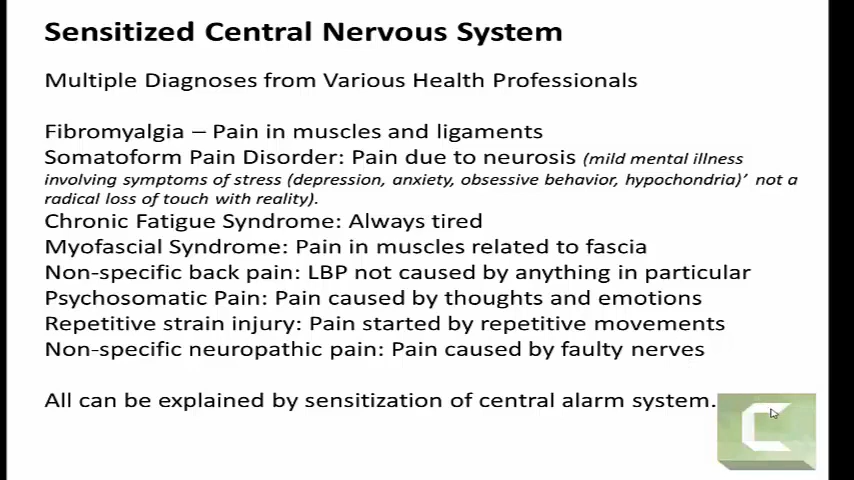 Sensitized Central Nervous System
Multiple Diagnoses from Various Health Professionals
Fibromyalgia – Pain in muscles and ligaments
Somatoform Pain Disorder: Pain due to neurosis (mild mental illness
involving symptoms of stress (depression, anxiety, obsessive behavior, hypochondria)’ not a
radical loss of touch with reality).
Chronic Fatigue Syndrome: Always tired
Myofascial Syndrome: Pain in muscles related to fascia
Non-specific back pain: LBP not caused by anything in particular
Psychosomatic Pain: Pain caused by thoughts and emotions
Repetitive strain injury: Pain started by repetitive movements
Non-specific neuropathic pain: Pain caused by faulty nerves
All can be explained by sensitization of central alarm system.
C